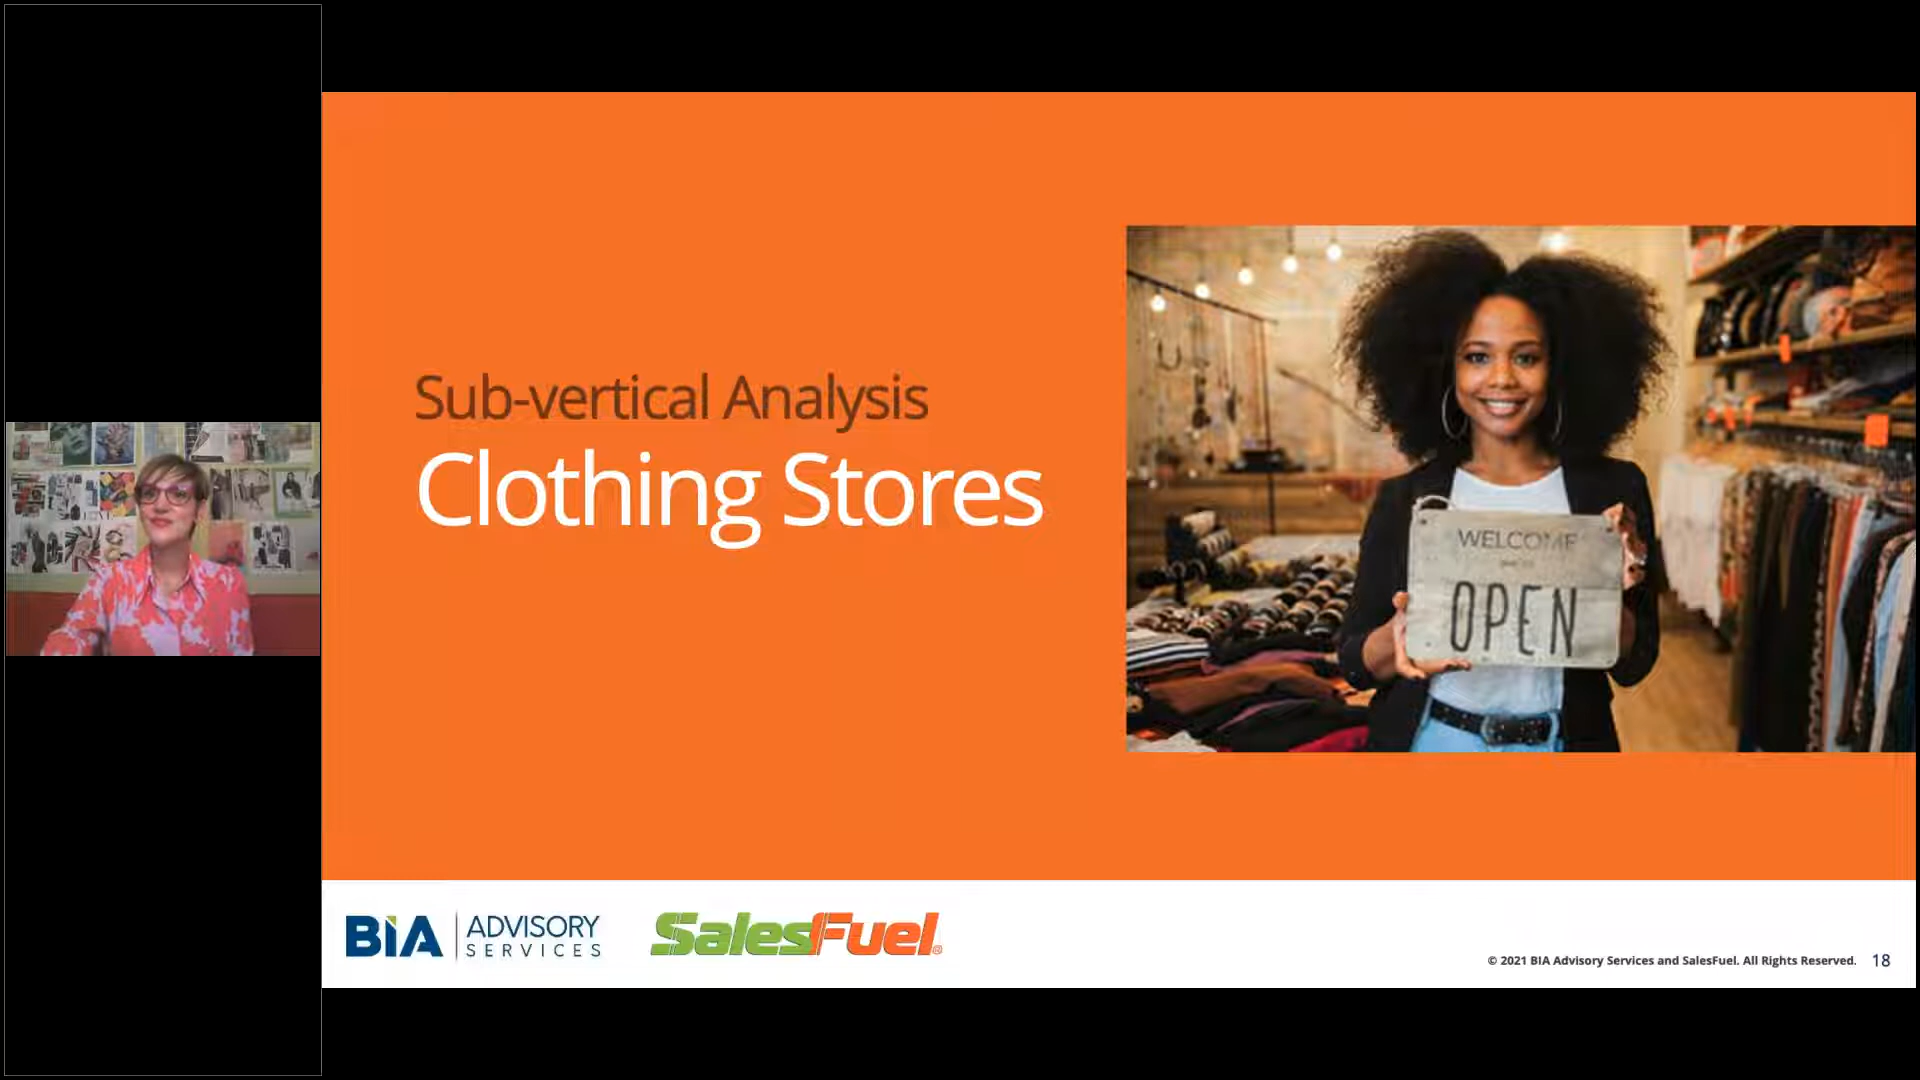 Sub-vertical Analysis
Clothing Stores
WELCOME
OPEN
BIA ADVISORY SERVICES
SalesFuel®
© 2021 BIA Advisory Services and SalesFuel. All Rights Reserved. 18